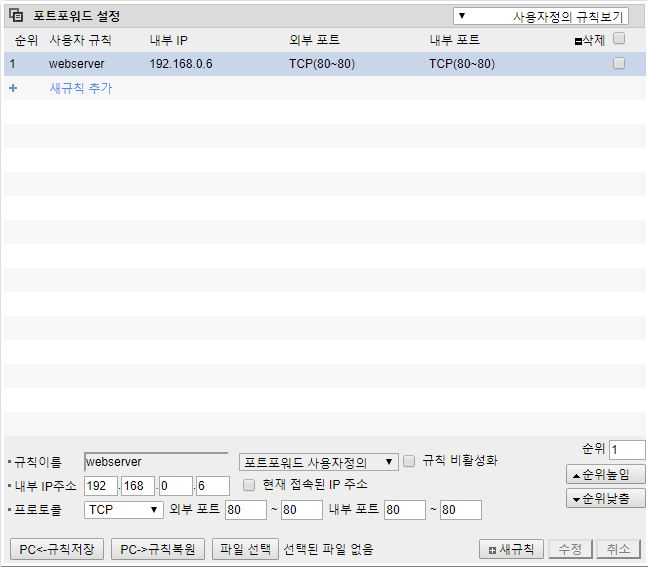 포트포워드 설정 사용자정의 규칙보기
순위 사용자 규칙 내부 IP 외부 포트 내부 포트 삭제
1 webserver 192.168.0.6 TCP(80~80) TCP(80~80)
+ 새규칙 추가
순위 1
규칙이름 webserver 포트포워드 사용자정의 규칙 비활성화
순위높임
내부 IP주소 192 . 168 . 0 . 6 현재 접속된 IP 주소
순위낮춤
프로토콜 TCP 외부 포트 80 ~ 80 내부 포트 80 ~ 80
PC<-규칙저장 PC->규칙복원 파일 선택 선택된 파일 없음 새규칙 수정 취소